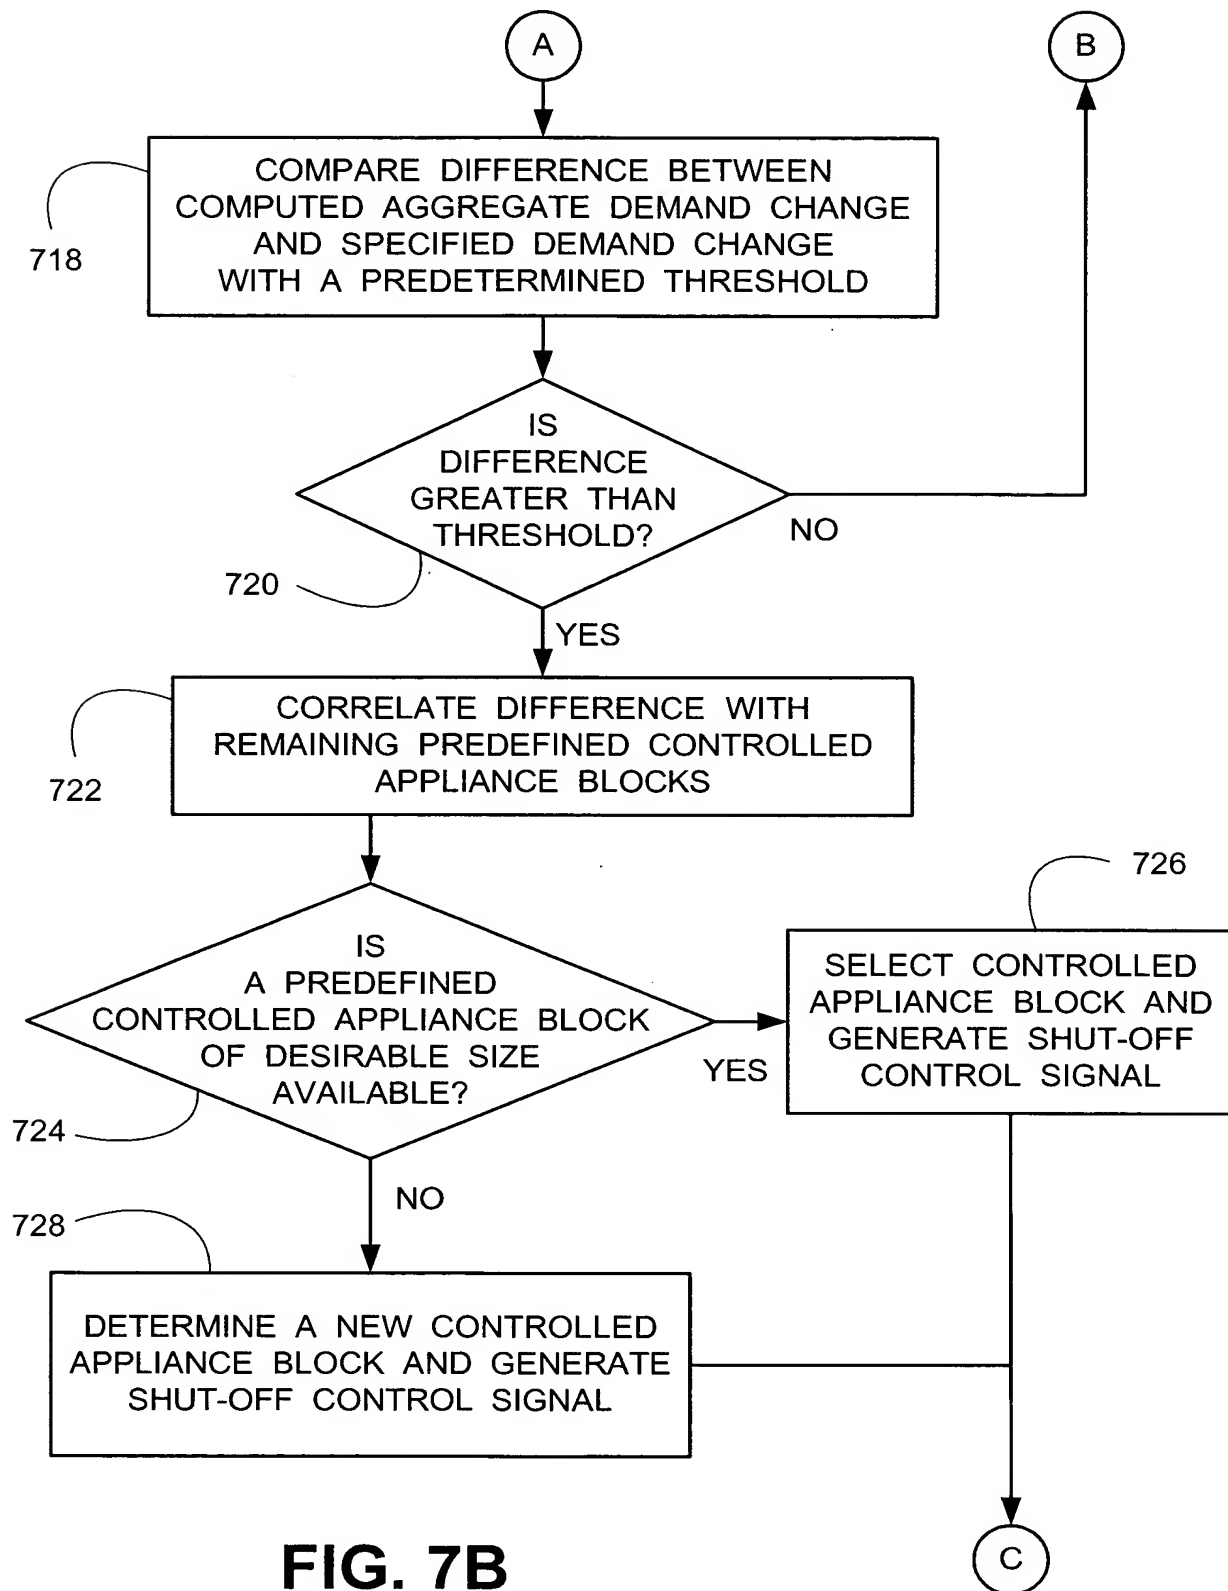 A
B
COMPARE DIFFERENCE BETWEEN
COMPUTED AGGREGATE DEMAND CHANGE
AND SPECIFIED DEMAND CHANGE
WITH A PREDETERMINED THRESHOLD
718
IS
DIFFERENCE
GREATER THAN
THRESHOLD?
NO
720
YES
CORRELATE DIFFERENCE WITH
REMAINING PREDEFINED CONTROLLED
APPLIANCE BLOCKS
722
726
IS
A PREDEFINED
CONTROLLED APPLIANCE BLOCK
OF DESIRABLE SIZE
AVAILABLE?
YES
SELECT CONTROLLED
APPLIANCE BLOCK AND
GENERATE SHUT-OFF
CONTROL SIGNAL
724
NO
728
DETERMINE A NEW CONTROLLED
APPLIANCE BLOCK AND GENERATE
SHUT-OFF CONTROL SIGNAL
C
FIG. 7B